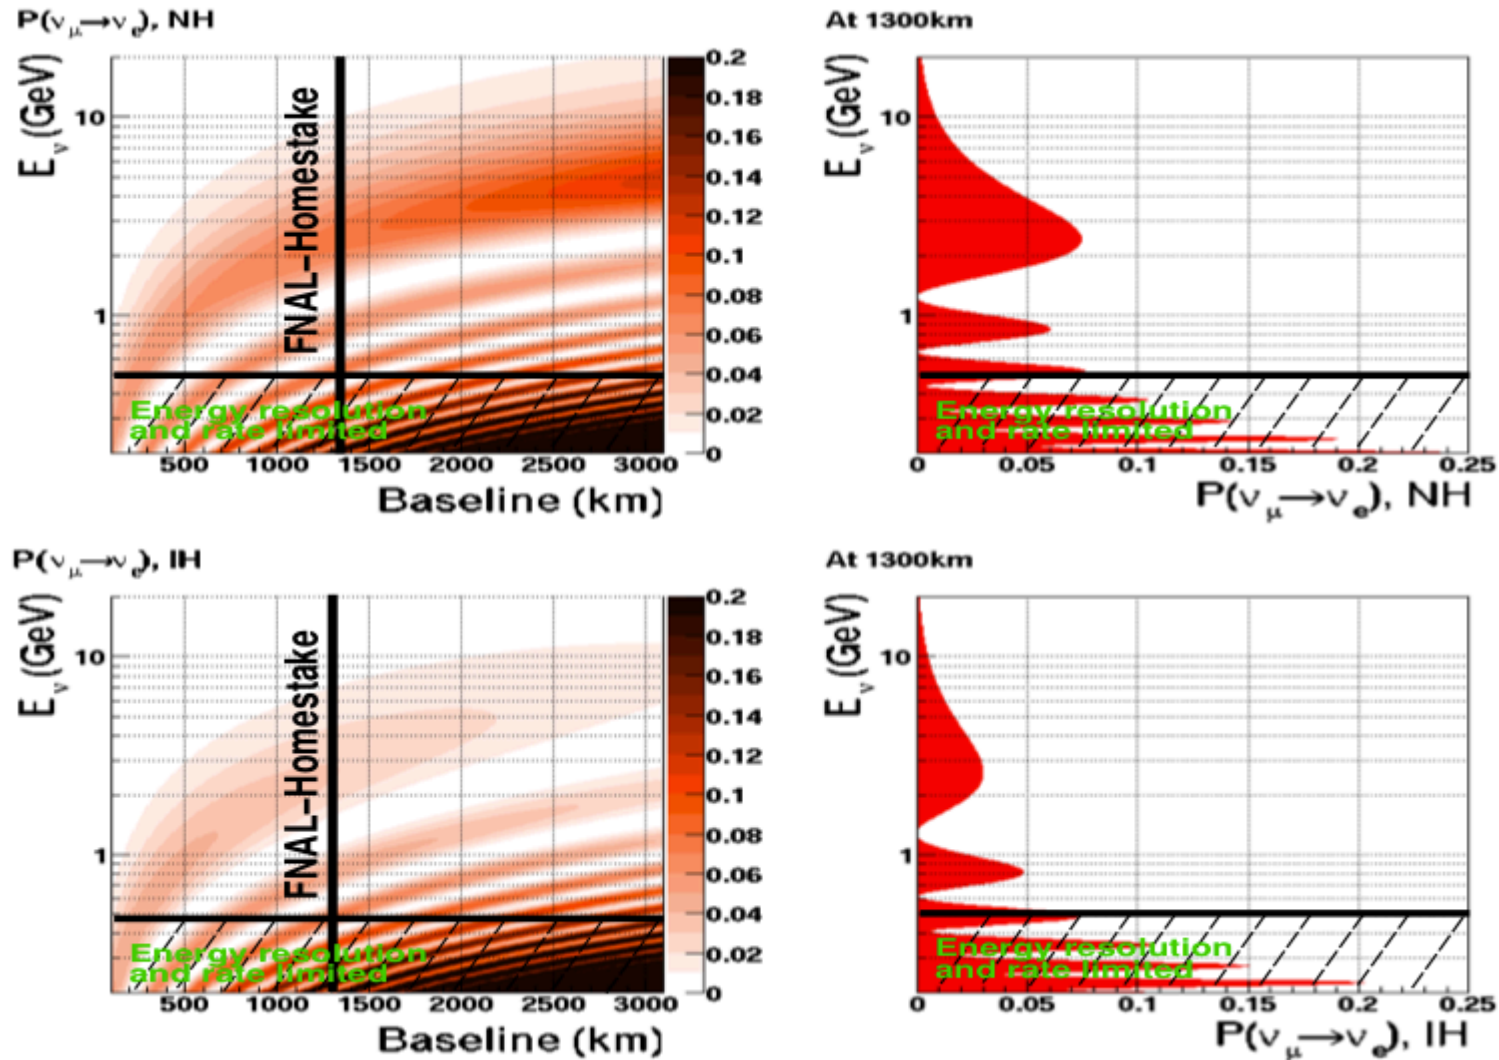 P(ν_μ→ν_e), NH
E_ν (GeV)
10
1
FNAL–Homestake
Energy resolution
and rate limited
500 1000 1500 2000 2500 3000
Baseline (km)
0.2
0.18
0.16
0.14
0.12
0.1
0.08
0.06
0.04
0.02
0
At 1300km
E_ν (GeV)
10
1
Energy resolution
and rate limited
0 0.05 0.1 0.15 0.2 0.25
P(ν_μ→ν_e), NH
P(ν_μ→ν_e), IH
E_ν (GeV)
10
1
FNAL–Homestake
Energy resolution
and rate limited
500 1000 1500 2000 2500 3000
Baseline (km)
0.2
0.18
0.16
0.14
0.12
0.1
0.08
0.06
0.04
0.02
0
At 1300km
E_ν (GeV)
10
1
Energy resolution
and rate limited
0 0.05 0.1 0.15 0.2 0.25
P(ν_μ→ν_e), IH